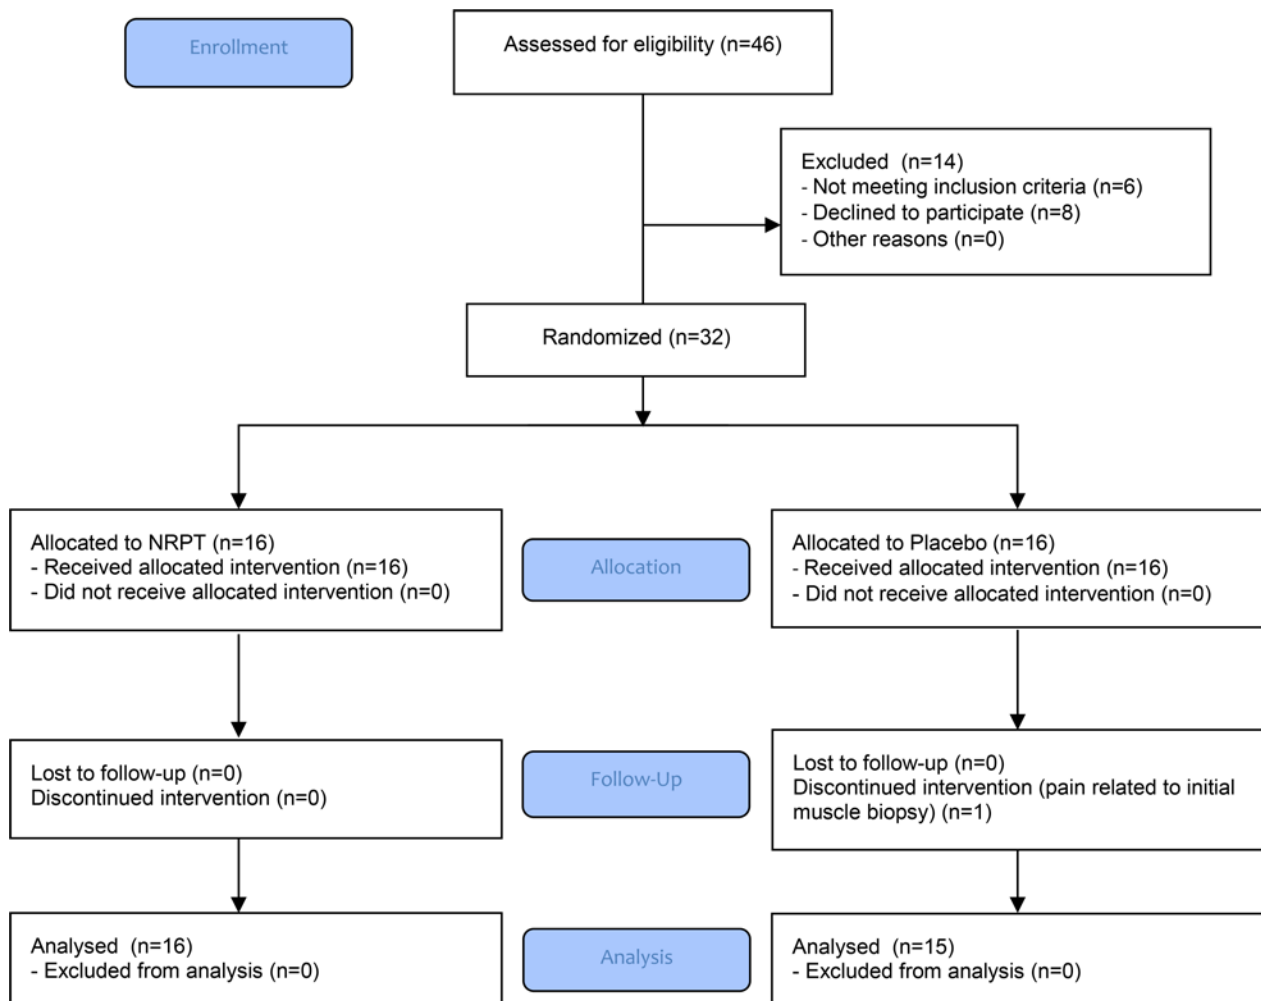 Enrollment
Assessed for eligibility (n=46)
Excluded  (n=14)
- Not meeting inclusion criteria (n=6)
- Declined to participate (n=8)
- Other reasons (n=0)
Randomized (n=32)
Allocated to NRPT (n=16)
- Received allocated intervention (n=16)
- Did not receive allocated intervention (n=0)
Allocation
Allocated to Placebo (n=16)
- Received allocated intervention (n=16)
- Did not receive allocated intervention (n=0)
Lost to follow-up (n=0)
Discontinued intervention (n=0)
Follow-Up
Lost to follow-up (n=0)
Discontinued intervention (pain related to initial
muscle biopsy) (n=1)
Analysed  (n=16)
- Excluded from analysis (n=0)
Analysis
Analysed  (n=15)
- Excluded from analysis (n=0)